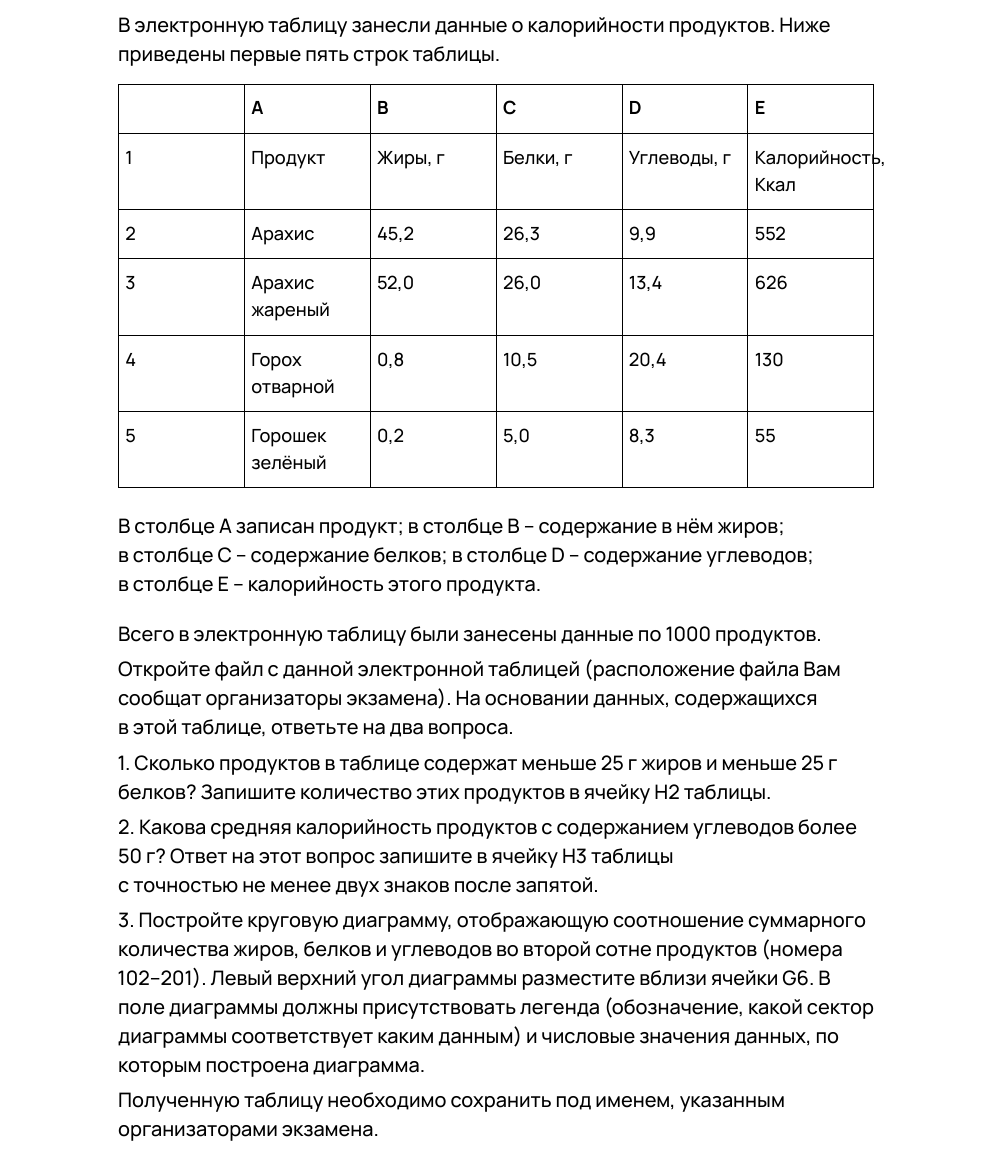 В электронную таблицу занесли данные о калорийности продуктов. Ниже
приведены первые пять строк таблицы.
A B C D E
1 Продукт Жиры, г Белки, г Углеводы, г Калорийность,
Ккал
2 Арахис 45,2 26,3 9,9 552
3 Арахис 52,0 26,0 13,4 626
жареный
4 Горох 0,8 10,5 20,4 130
отварной
5 Горошек 0,2 5,0 8,3 55
зелёный
В столбце A записан продукт; в столбце B – содержание в нём жиров;
в столбце C – содержание белков; в столбце D – содержание углеводов;
в столбце E – калорийность этого продукта.
Всего в электронную таблицу были занесены данные по 1000 продуктов.
Откройте файл с данной электронной таблицей (расположение файла Вам
сообщат организаторы экзамена). На основании данных, содержащихся
в этой таблице, ответьте на два вопроса.
1. Сколько продуктов в таблице содержат меньше 25 г жиров и меньше 25 г
белков? Запишите количество этих продуктов в ячейку H2 таблицы.
2. Какова средняя калорийность продуктов с содержанием углеводов более
50 г? Ответ на этот вопрос запишите в ячейку H3 таблицы
с точностью не менее двух знаков после запятой.
3. Постройте круговую диаграмму, отображающую соотношение суммарного
количества жиров, белков и углеводов во второй сотне продуктов (номера
102–201). Левый верхний угол диаграммы разместите вблизи ячейки G6. В
поле диаграммы должны присутствовать легенда (обозначение, какой сектор
диаграммы соответствует каким данным) и числовые значения данных, по
которым построена диаграмма.
Полученную таблицу необходимо сохранить под именем, указанным
организаторами экзамена.